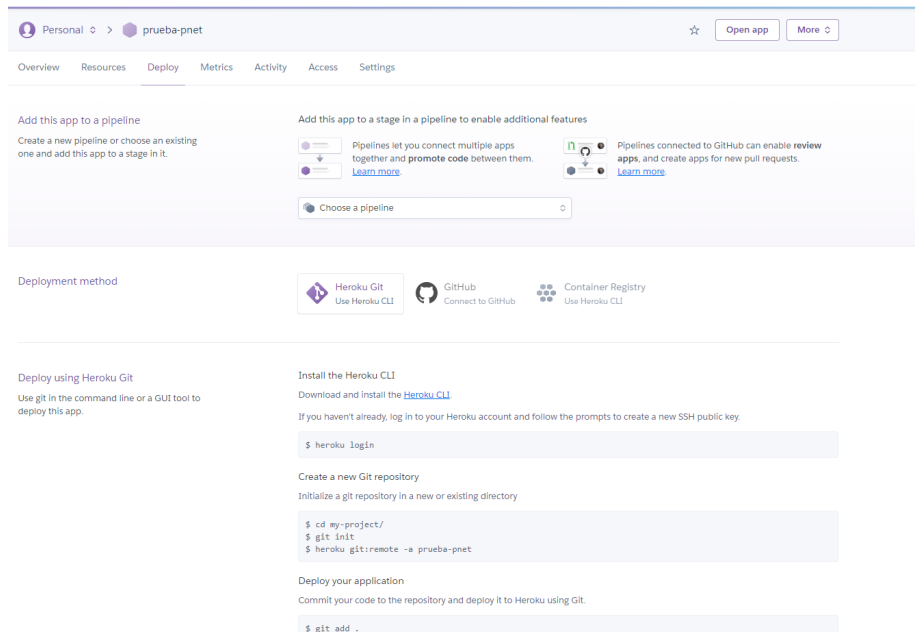 Personal > prueba-pnet
Open app
More
Overview Resources Deploy Metrics Activity Access Settings
Add this app to a pipeline
Create a new pipeline or choose an existing
one and add this app to a stage in it.
Add this app to a stage in a pipeline to enable additional features
Pipelines let you connect multiple apps
together and promote code between them.
Learn more.
Pipelines connected to GitHub can enable review
apps, and create apps for new pull requests.
Learn more.
Choose a pipeline
Deployment method
Heroku Git
Use Heroku CLI
GitHub
Connect to GitHub
Container Registry
Use Heroku CLI
Deploy using Heroku Git
Use git in the command line or a GUI tool to
deploy this app.
Install the Heroku CLI
Download and install the Heroku CLI.
If you haven't already, log in to your Heroku account and follow the prompts to create a new SSH public key.
$ heroku login
Create a new Git repository
Initialize a git repository in a new or existing directory
$ cd my-project/
$ git init
$ heroku git:remote -a prueba-pnet
Deploy your application
Commit your code to the repository and deploy it to Heroku using Git.
$ git add .